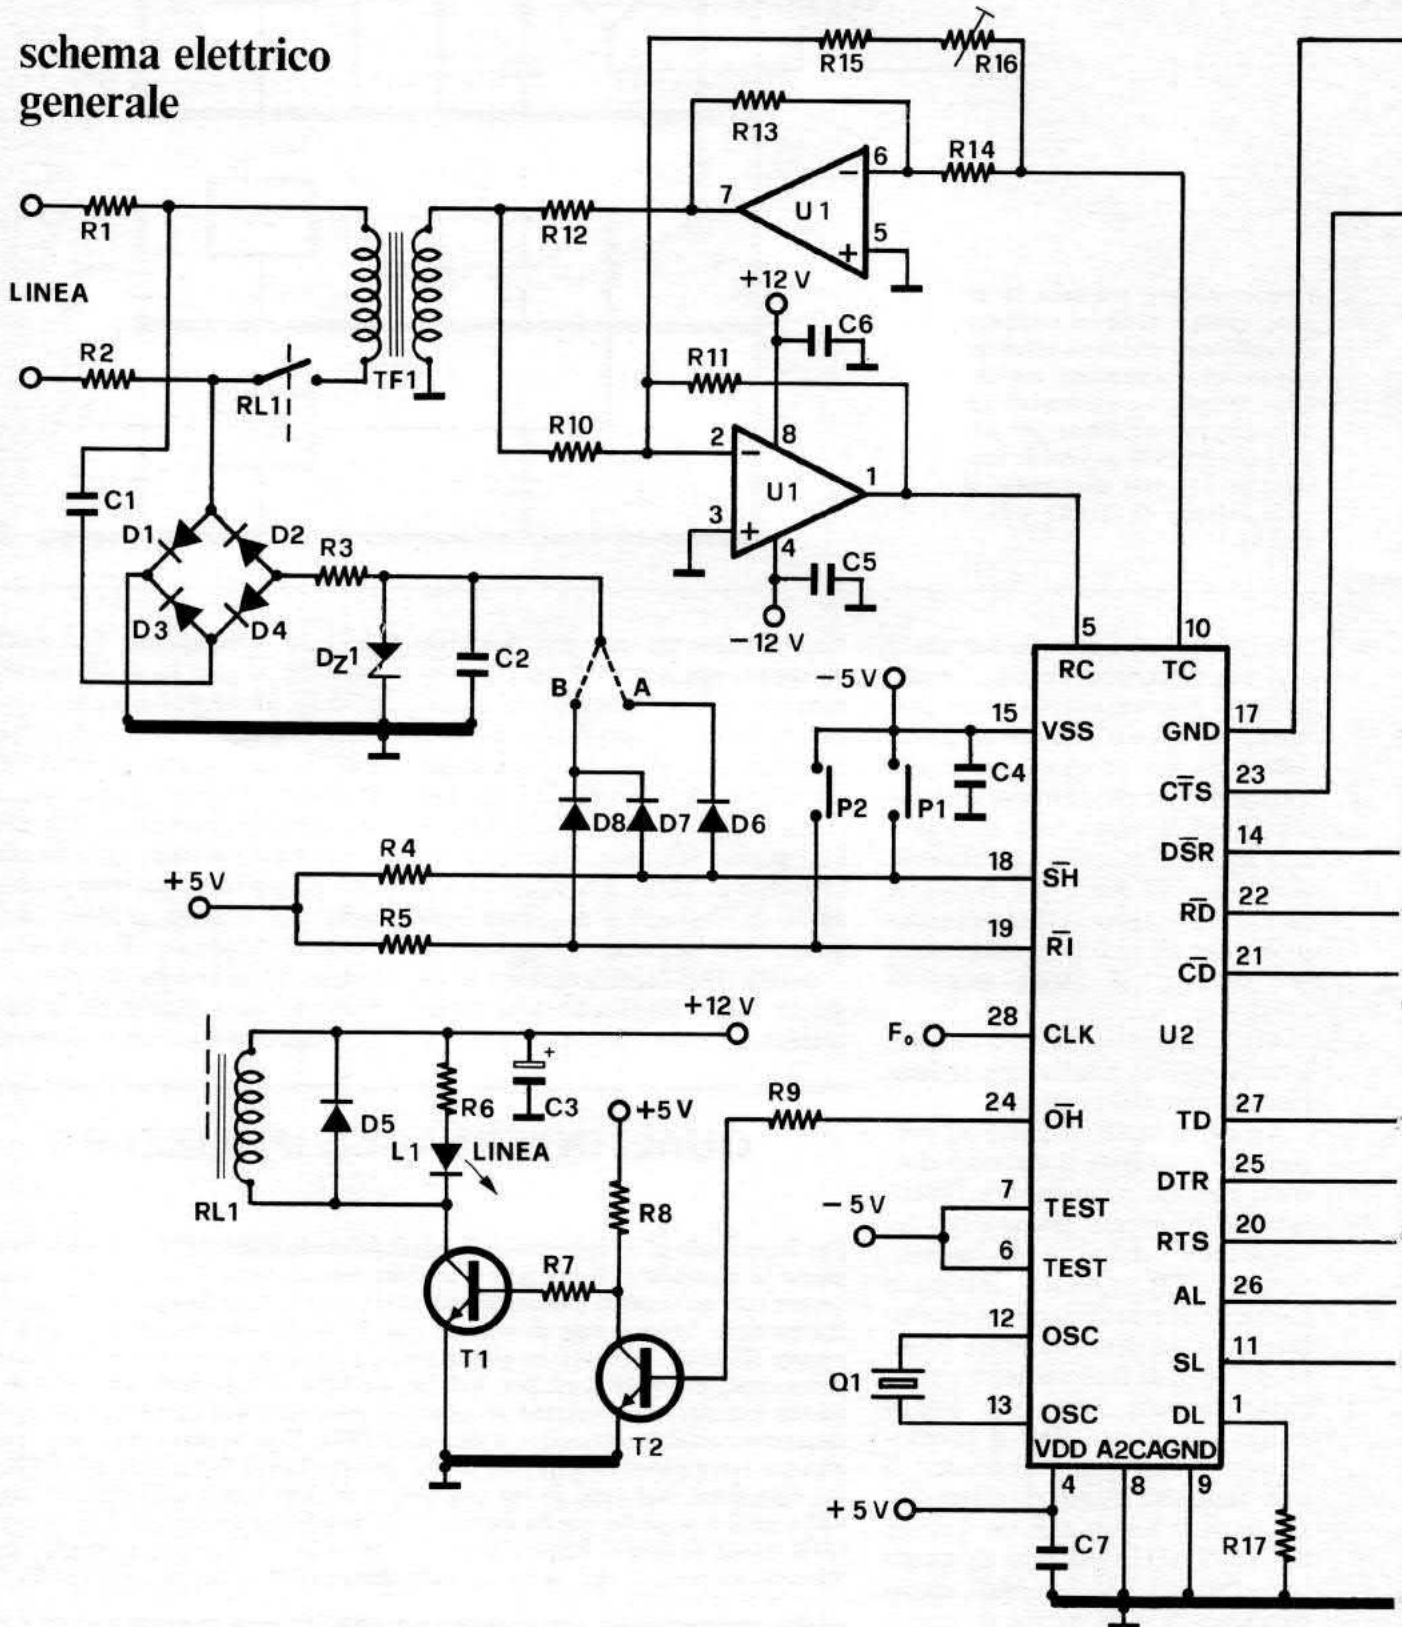 schema elettrico
generale
R15
R16
R13
R14
6
7
U1
5
R1
R12
LINEA
+12 V
C6
R2
R11
TF1
RL1
R10
2
8
1
U1
C1
3
4
D1
D2
R3
C5
D3
D4
-12 V
5
10
DZ1
C2
RC
TC
B
A
-5 V
15
VSS
GND
17
C4
23
CTS
P2
P1
D8
D7
D6
14
DSR
R4
18
SH
+5 V
22
RD
R5
19
RI
21
CD
+12 V
Fo
28
CLK
U2
R9
24
OH
TD
27
R6
C3
+
+5 V
D5
L1
LINEA
25
DTR
7
TEST
RL1
R8
-5 V
20
RTS
6
TEST
R7
26
AL
12
OSC
T1
11
SL
Q1
13
OSC
DL
1
T2
VDD
A2C
AGND
4
8
9
+5 V
C7
R17